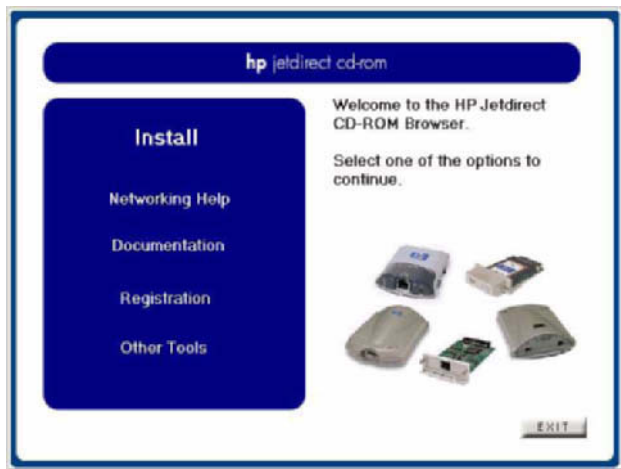 hp jetdirect cd-rom
Install
Networking Help
Documentation
Registration
Other Tools
Welcome to the HP Jetdirect
CD-ROM Browser.
Select one of the options to
continue.
EXIT